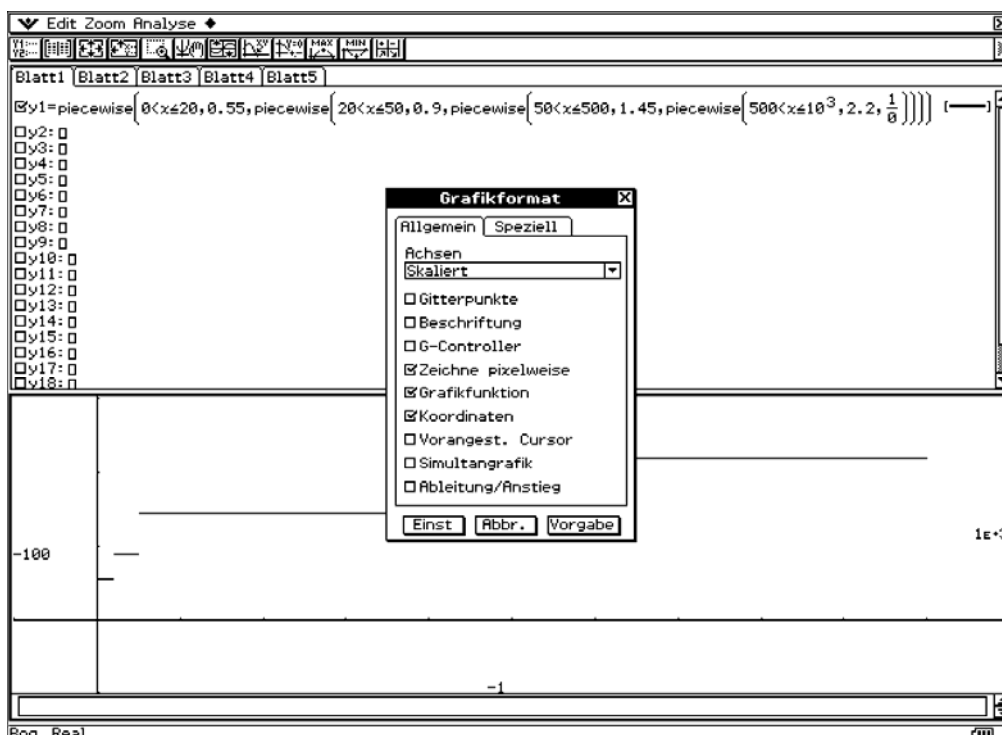 Edit Zoom Analyse ◆
Blatt1 Blatt2 Blatt3 Blatt4 Blatt5
y1=piecewise(0<x≤20,0.55,piecewise(20<x≤50,0.9,piecewise(50<x≤500,1.45,piecewise(500<x≤10³,2.2,1/0)))) [—]
y2:▯
y3:▯
y4:▯
y5:▯
y6:▯
y7:▯
y8:▯
y9:▯
y10:▯
y11:▯
y12:▯
y13:▯
y14:▯
y15:▯
y16:▯
y17:▯
y18:▯
Grafikformat
Allgemein Speziell
Achsen
Skaliert
Gitterpunkte
Beschriftung
G-Controller
Zeichne pixelweise
Grafikfunktion
Koordinaten
Vorangest. Cursor
Simultangrafik
Ableitung/Anstieg
Einst Abbr. Vorgabe
-100
1E+3
-1
Bog Real